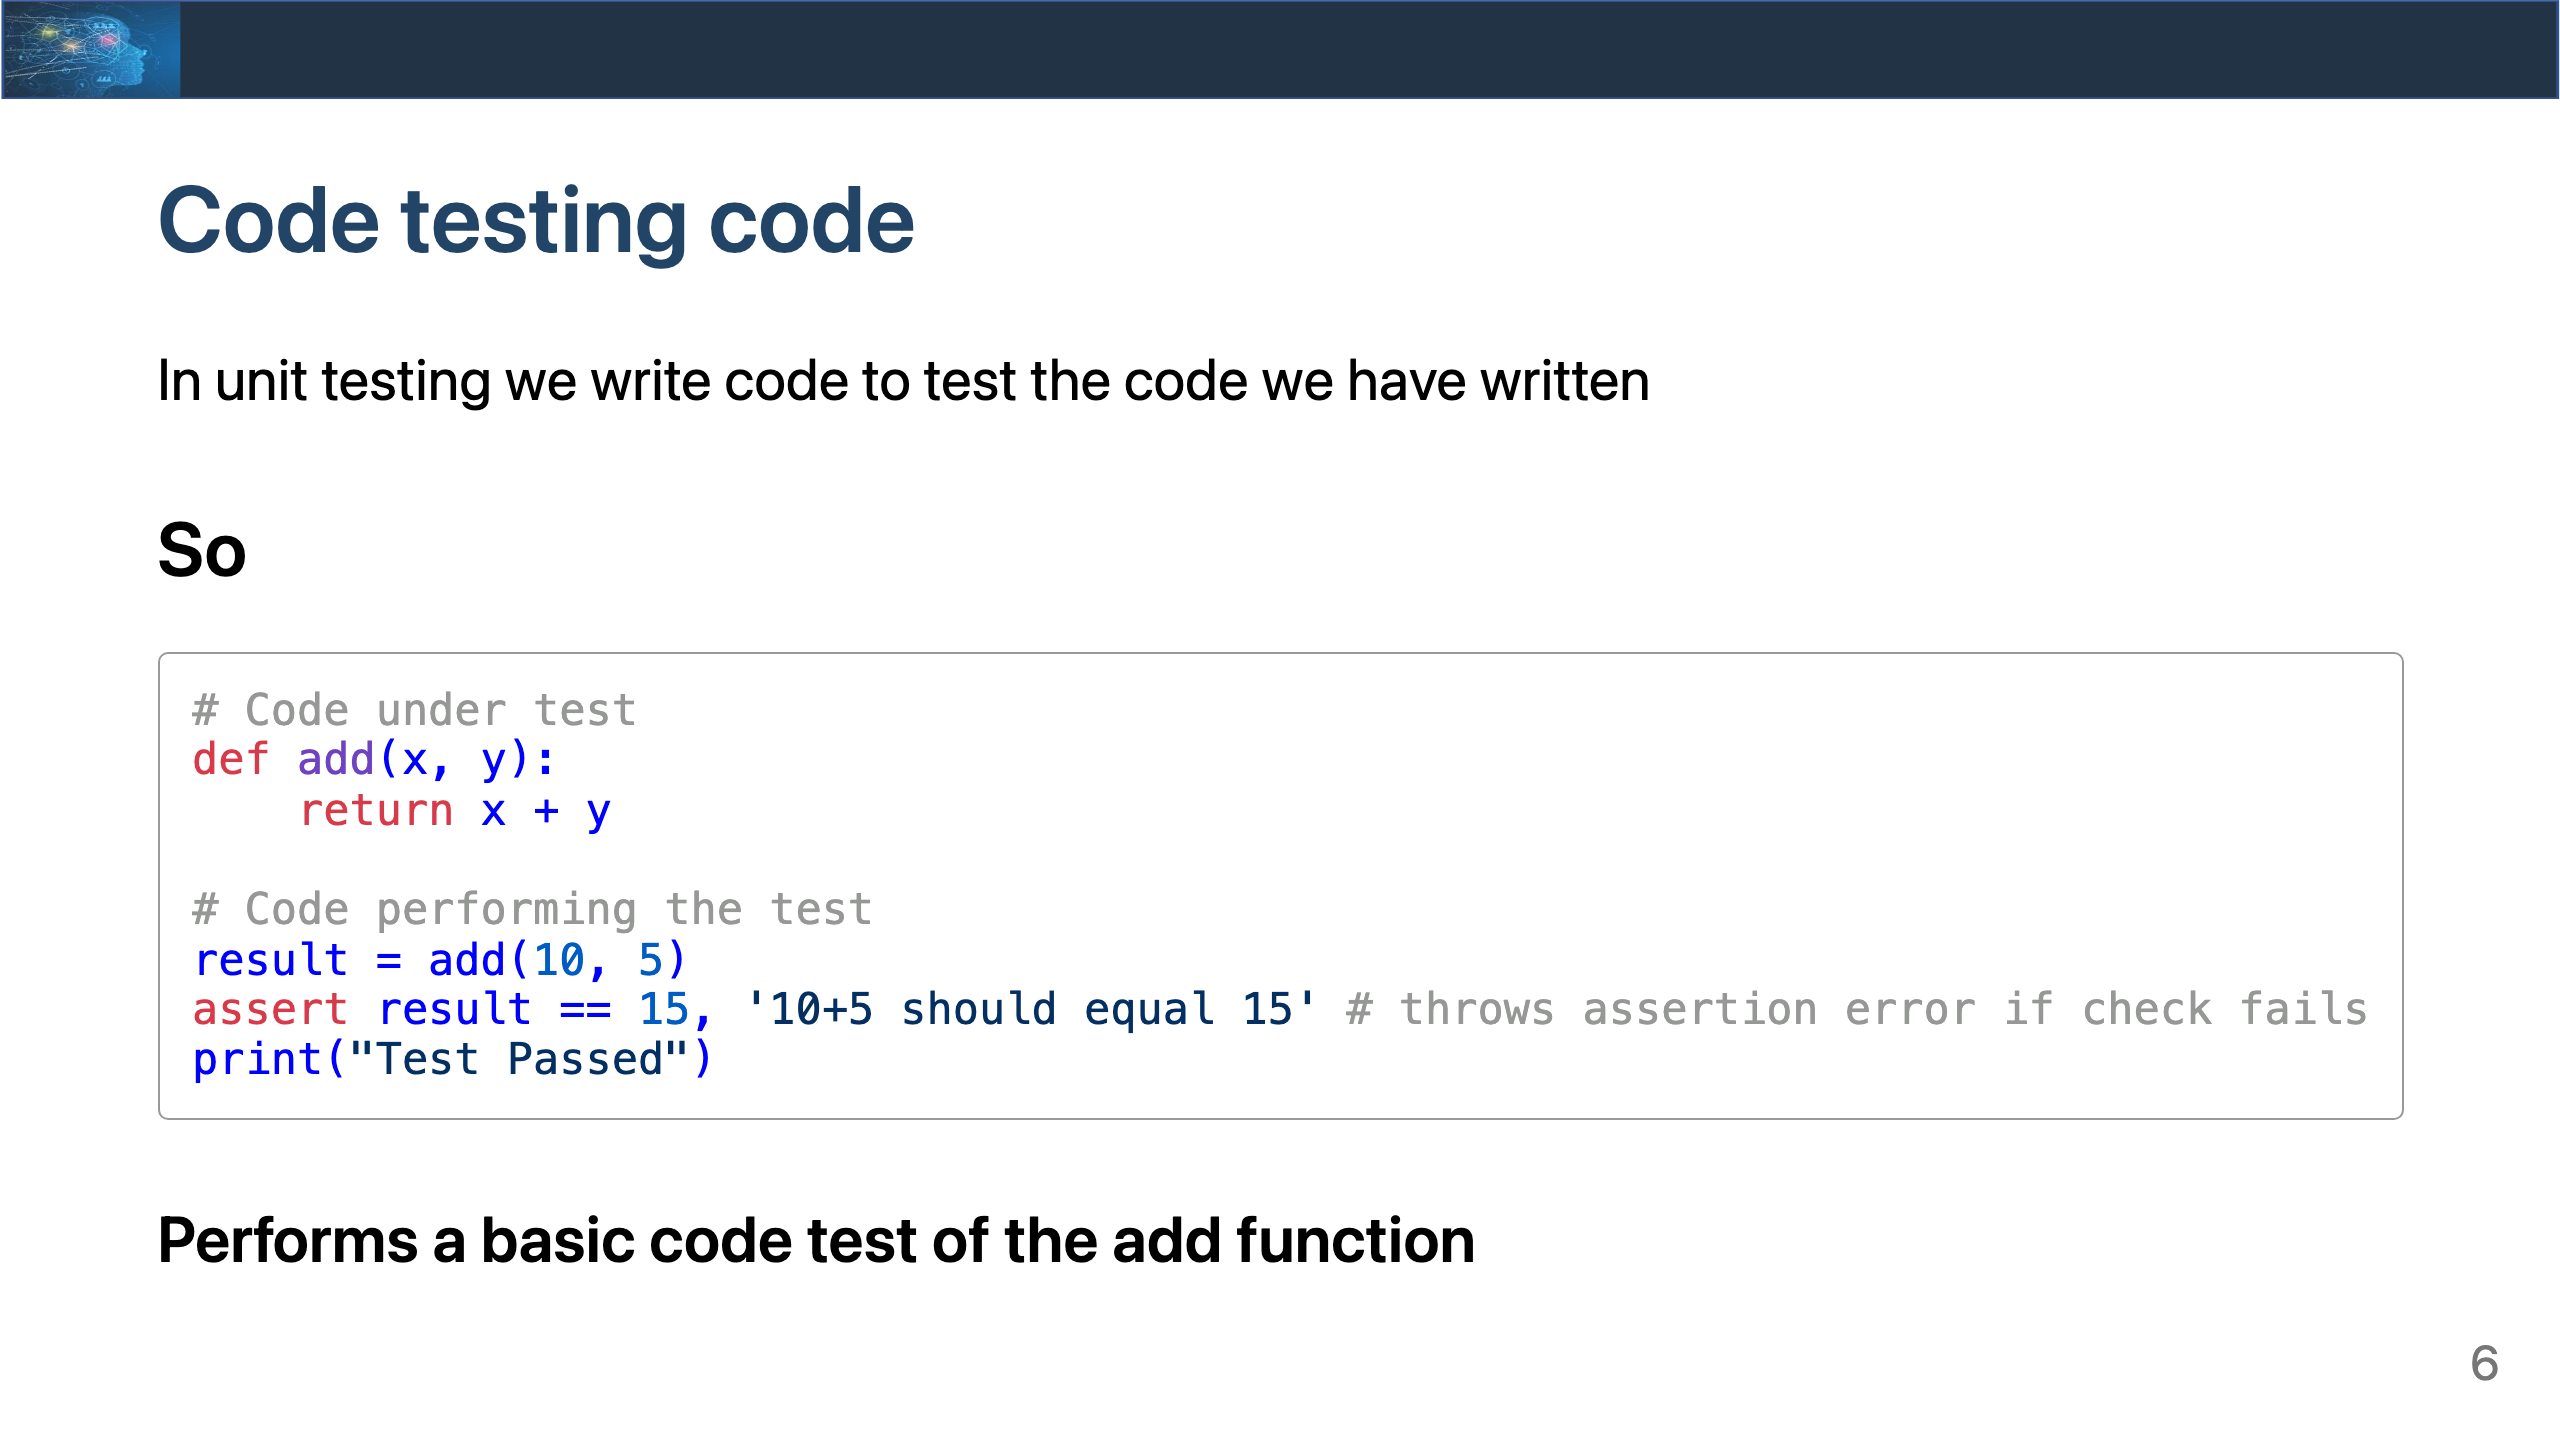 Code testing code
In unit testing we write code to test the code we have written
So
# Code under test
def add(x, y):
    return x + y
# Code performing the test
result = add(10, 5)
assert result == 15, '10+5 should equal 15' # throws assertion error if check fails
print("Test Passed")
Performs a basic code test of the add function
6